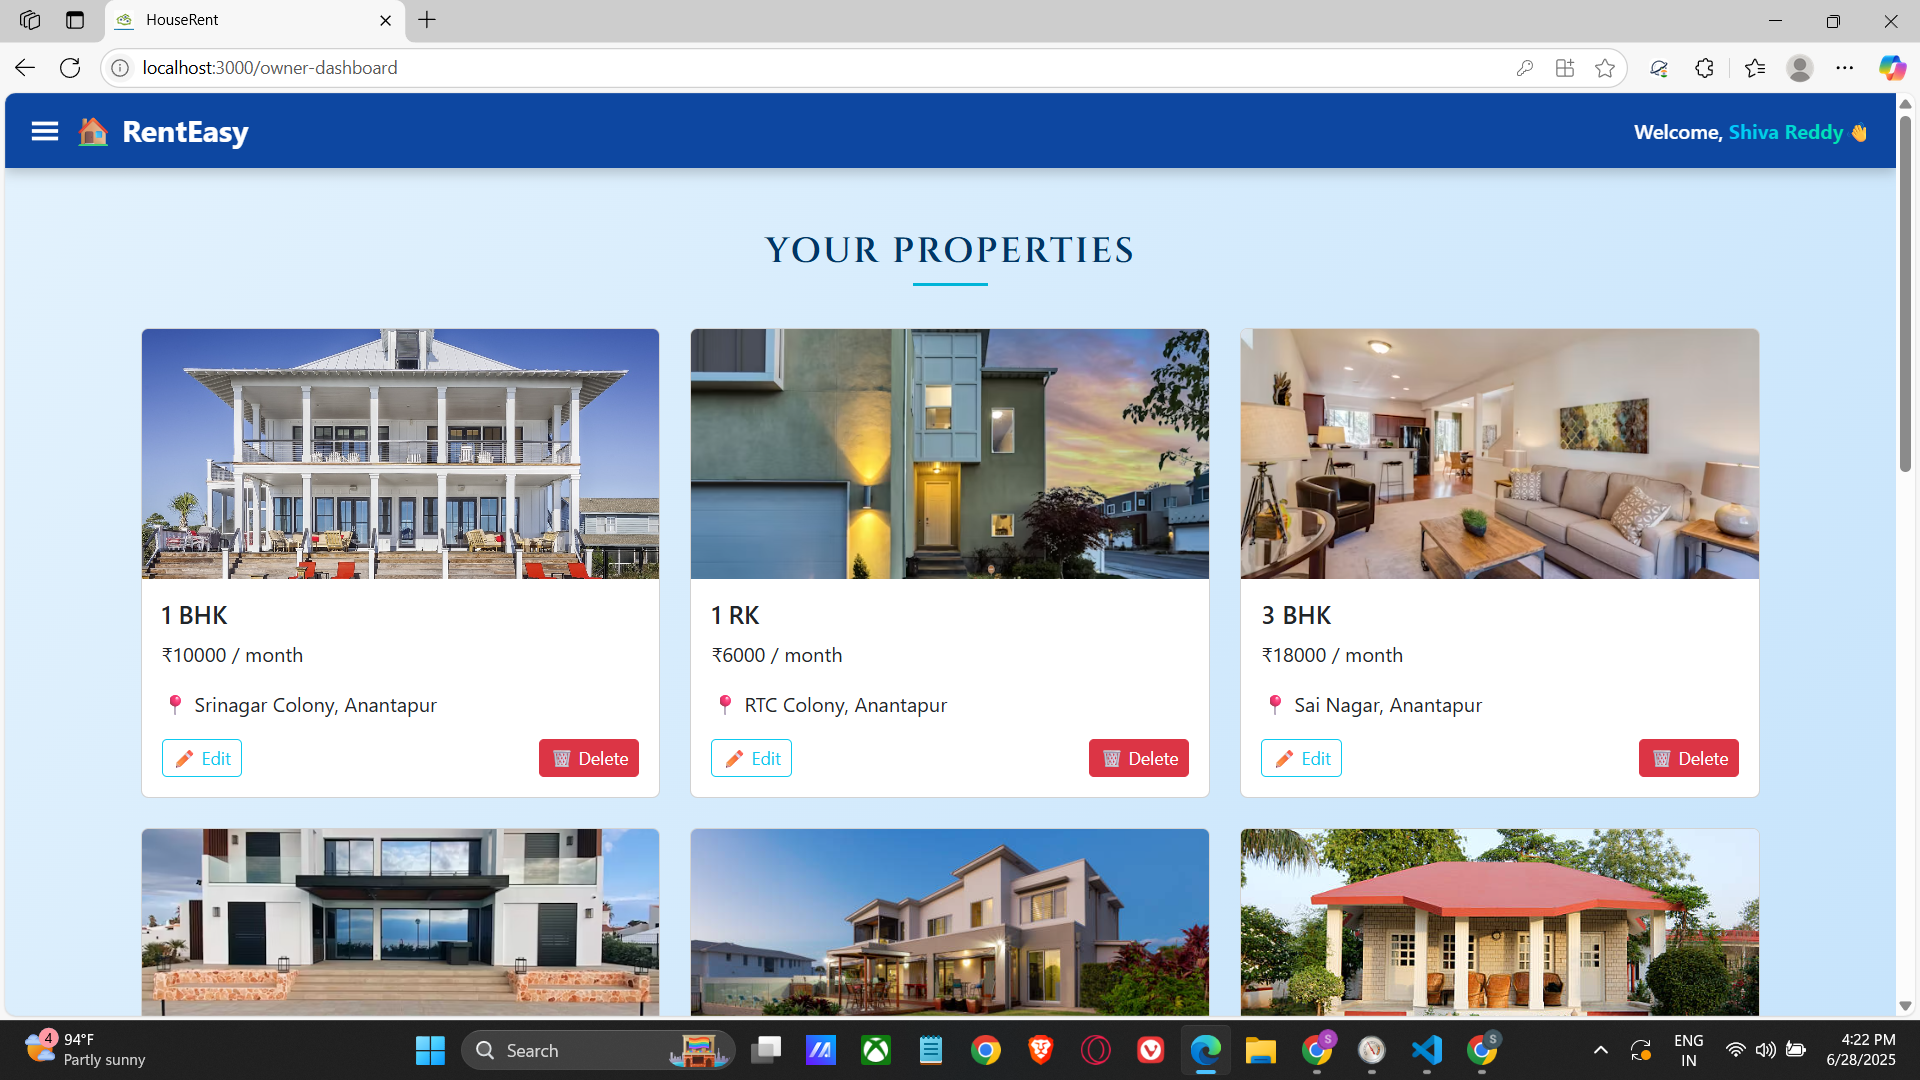 HouseRent
localhost:3000/owner-dashboard
RentEasy
Welcome, Shiva Reddy 👋
YOUR PROPERTIES
1 BHK
₹10000 / month
📍 Srinagar Colony, Anantapur
✏️ Edit
🗑️ Delete
1 RK
₹6000 / month
📍 RTC Colony, Anantapur
✏️ Edit
🗑️ Delete
3 BHK
₹18000 / month
📍 Sai Nagar, Anantapur
✏️ Edit
🗑️ Delete
4
94°F
Partly sunny
Search
S
S
ENG
IN
4:22 PM
6/28/2025